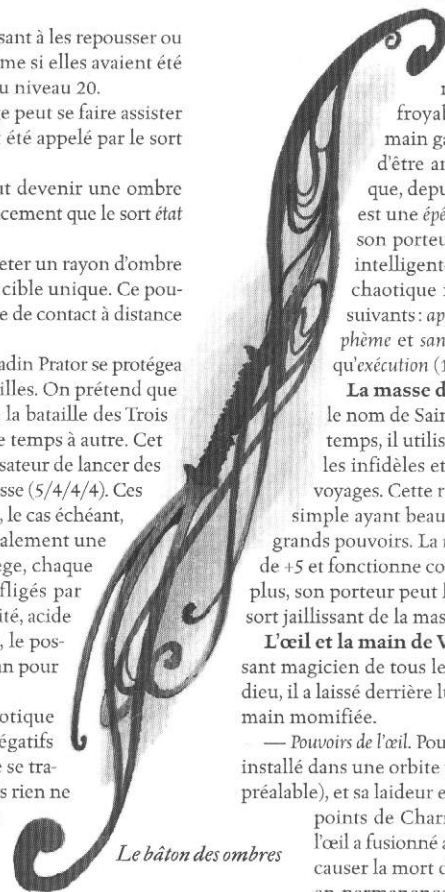 sant à les repousser ou
me si elles avaient été
u niveau 20.
e peut se faire assister
été appelé par le sort
ut devenir une ombre
cement que le sort état
eter un rayon d'ombre
cible unique. Ce pou-
e de contact à distance
adin Prator se protégea
illes. On prétend que
la bataille des Trois
e temps à autre. Cet
sateur de lancer des
sse (5/4/4/4). Ces
, le cas échéant,
alement une
ège, chaque
fligés par
ité, acide
, le pos-
an pour
otique
égatifs
e se tra-
s rien ne
Le bâton des ombres
froyal
main ga
d'être ar
que, depu
est une épé
son porteu
intelligent
chaotique
suivants : ap
phème et san
qu'exécution (1
La masse d
le nom de Sain
temps, il utilis
les infidèles et
voyages. Cette r
simple ayant beau
grands pouvoirs. La r
de +5 et fonctionne co
plus, son porteur peut l
sort jaillissant de la mas
L'œil et la main de V
sant magicien de tous le
dieu, il a laissé derrière lu
main momifiée.
— Pouvoirs de l'œil. Pou
installé dans une orbite
préalable), et sa laideur e
points de Charr
l'œil a fusionné a
causer la mort d
en permanence